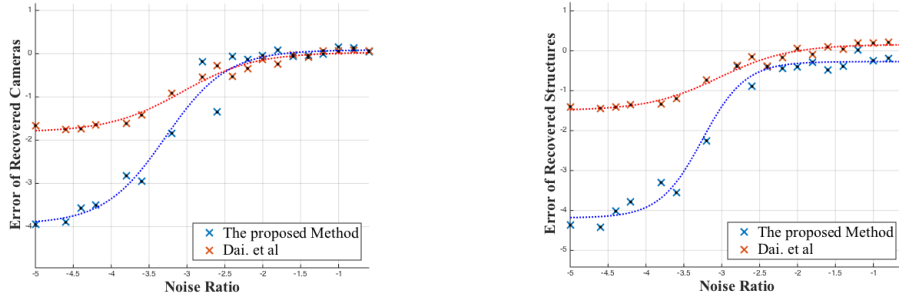 Error of Recovered Cameras
1
0
-1
-2
-3
-4
-5
-5 -4.5 -4 -3.5 -3 -2.5 -2 -1.5 -1
Noise Ratio
The proposed Method
Dai. et al
Error of Recovered Structures
1
0
-1
-2
-3
-4
-5
-5 -4.5 -4 -3.5 -3 -2.5 -2 -1.5 -1
Noise Ratio
The proposed Method
Dai. et al